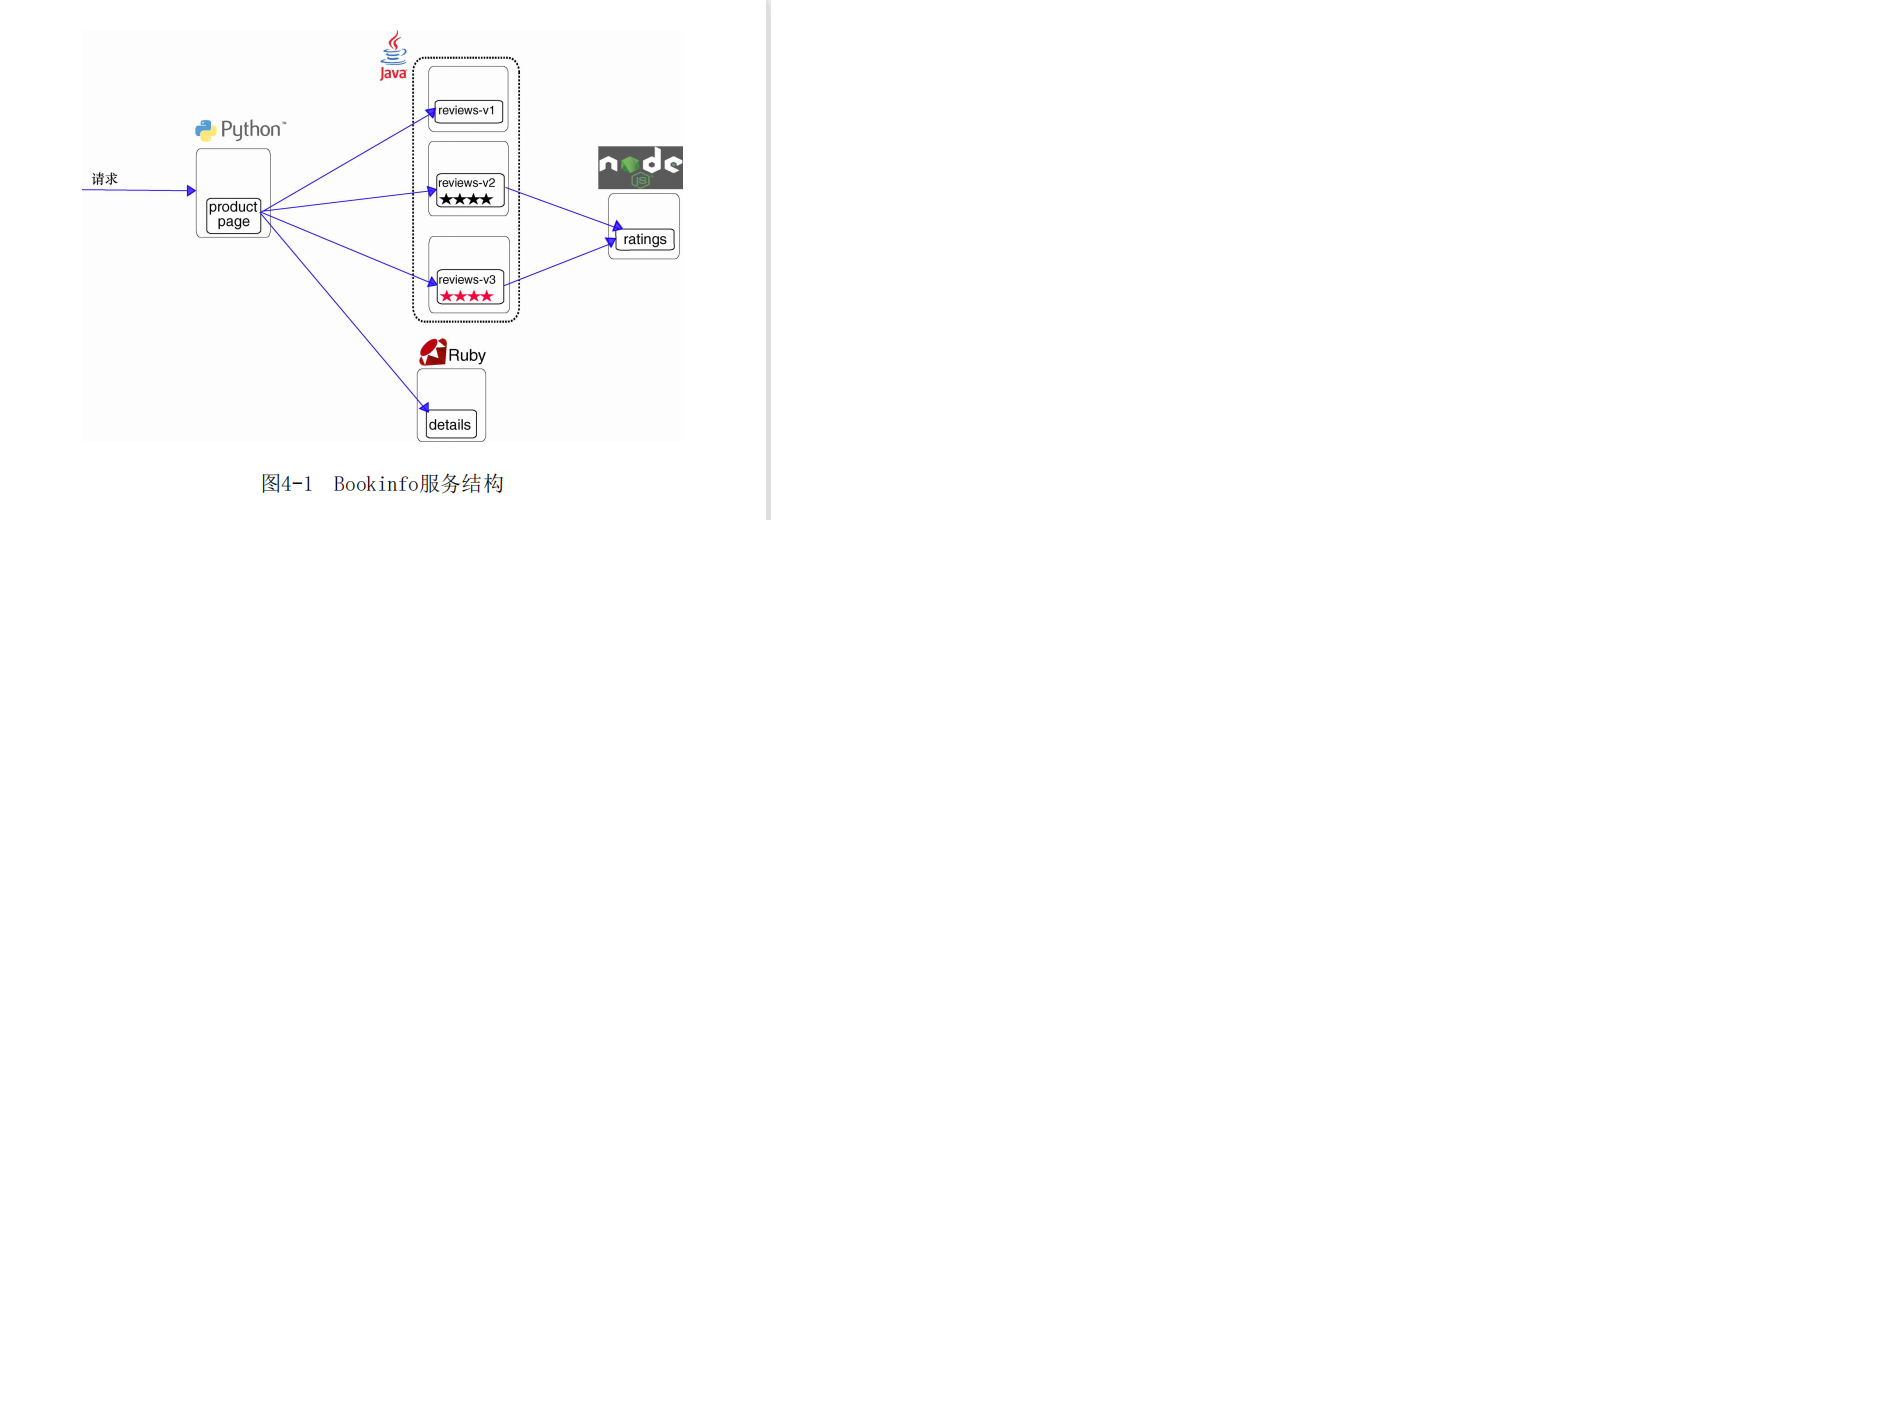 Java
Python™
请求
product
page
reviews-v1
reviews-v2
★★★★
reviews-v3
★★★★
node
JS
ratings
Ruby
details
图4-1 Bookinfo服务结构